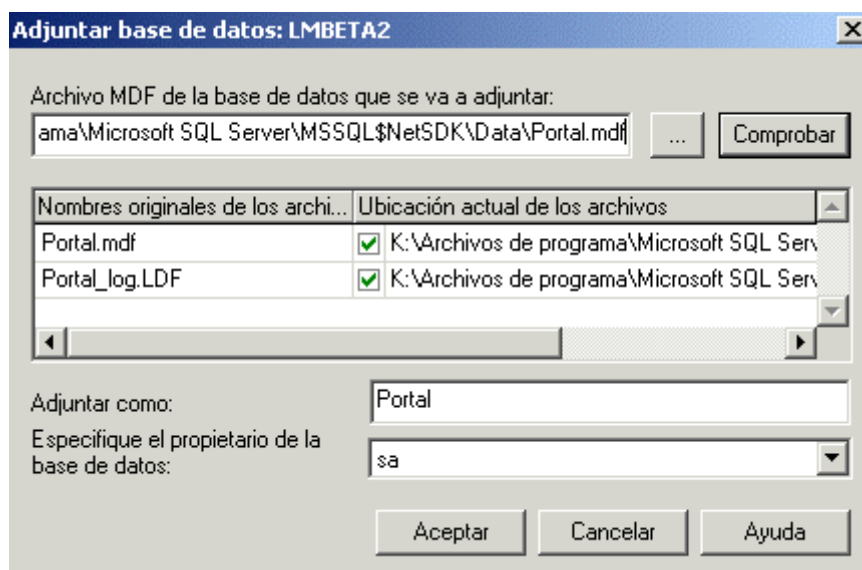 Adjuntar base de datos: LMBETA2
Archivo MDF de la base de datos que se va a adjuntar:
ama\Microsoft SQL Server\MSSQL$NetSDK\Data\Portal.mdf ... Comprobar
Nombres originales de los archi... Ubicación actual de los archivos
Portal.mdf K:\Archivos de programa\Microsoft SQL Serv
Portal_log.LDF K:\Archivos de programa\Microsoft SQL Serv
Adjuntar como: Portal
Especifique el propietario de la
base de datos: sa
Aceptar Cancelar Ayuda